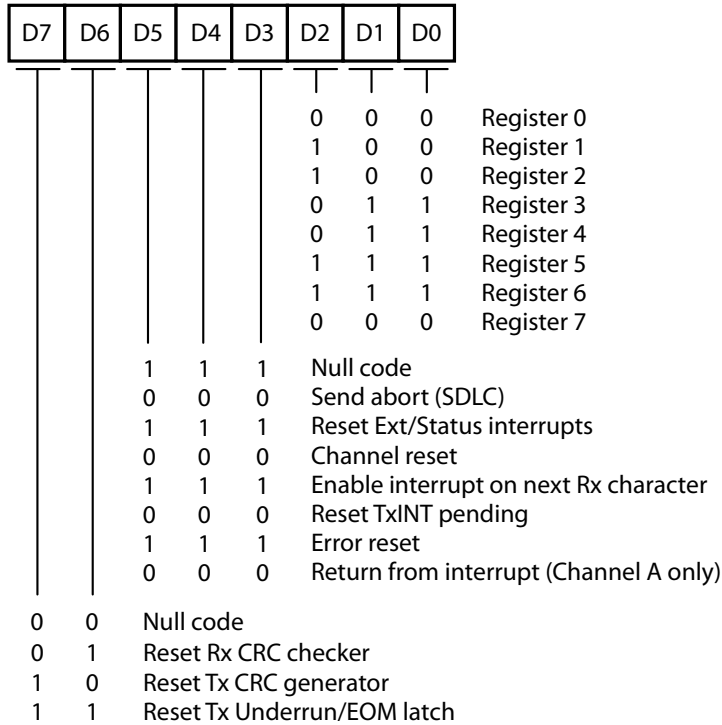 D7 D6 D5 D4 D3 D2 D1 D0
0 0 0 Register 0
1 0 0 Register 1
1 0 0 Register 2
0 1 1 Register 3
0 1 1 Register 4
1 1 1 Register 5
1 1 1 Register 6
0 0 0 Register 7
1 1 1 Null code
0 0 0 Send abort (SDLC)
1 1 1 Reset Ext/Status interrupts
0 0 0 Channel reset
1 1 1 Enable interrupt on next Rx character
0 0 0 Reset TxINT pending
1 1 1 Error reset
0 0 0 Return from interrupt (Channel A only)
0 0 Null code
0 1 Reset Rx CRC checker
1 0 Reset Tx CRC generator
1 1 Reset Tx Underrun/EOM latch